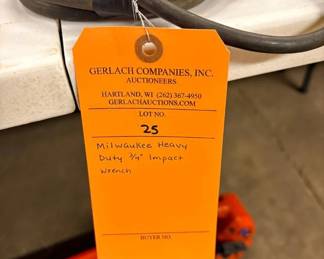 GERLACH COMPANIES, INC.
AUCTIONEERS
HARTLAND, WI (262) 367-4950
GERLACHAUCTIONS.COM
LOT NO.
25
Milwaukee Heavy
Duty 3/4" Impact
Wrench
BUYER NO.